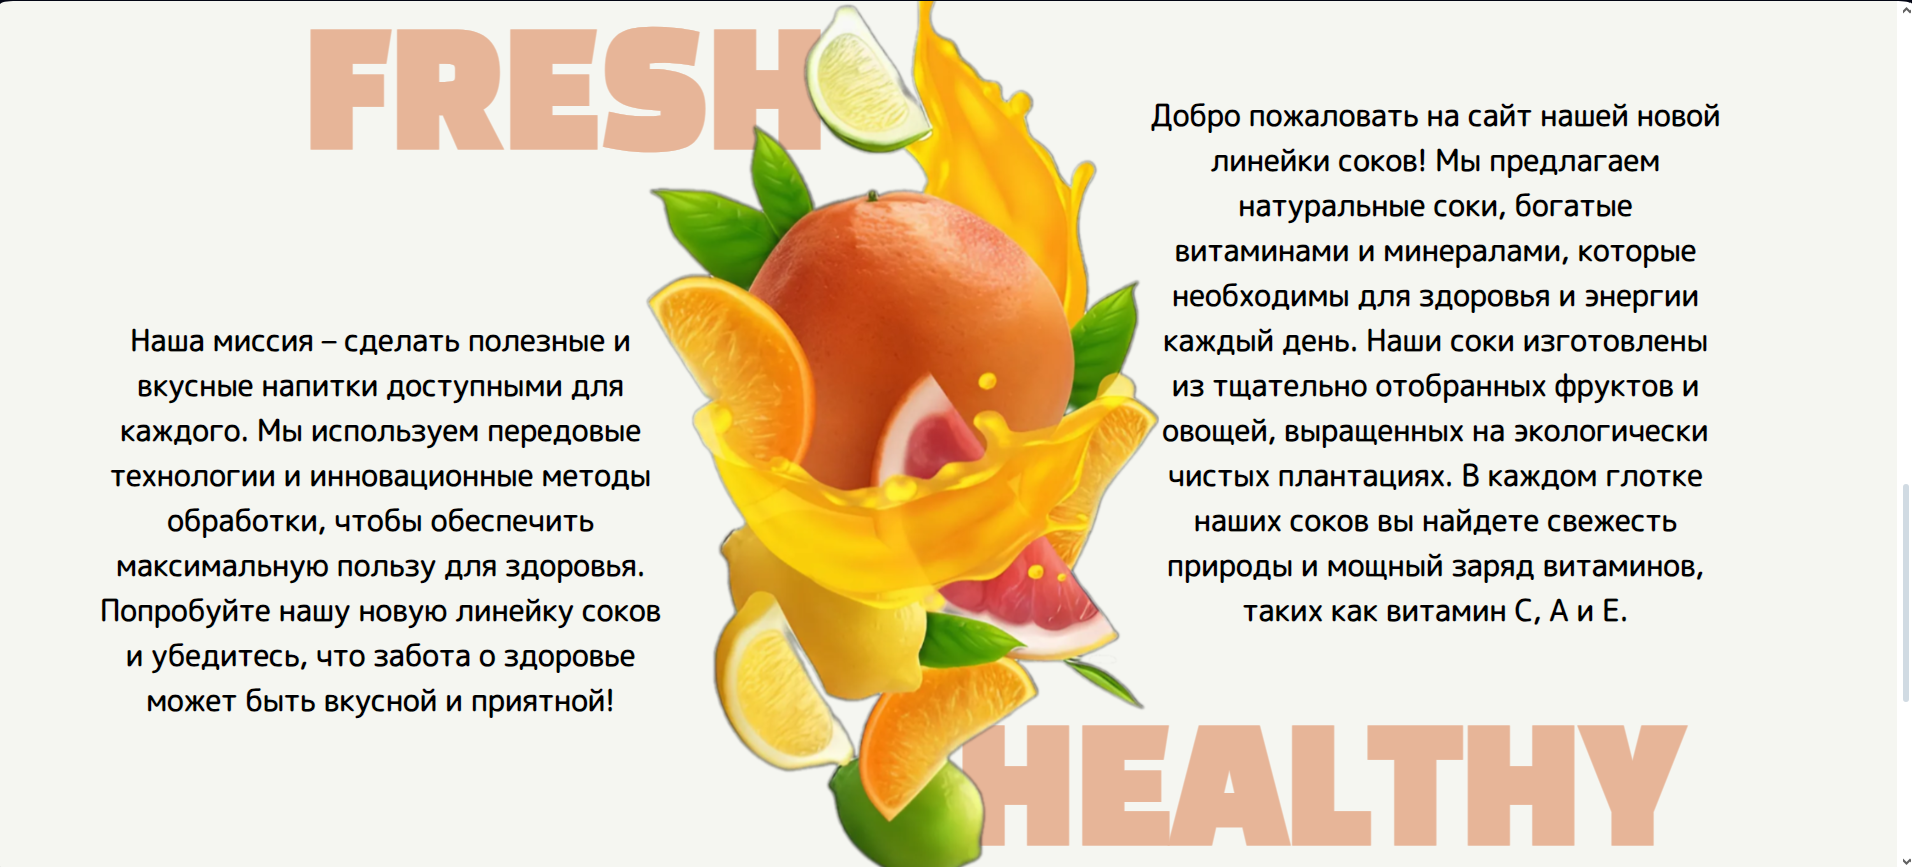 FRESH
Наша миссия – сделать полезные и
вкусные напитки доступными для
каждого. Мы используем передовые
технологии и инновационные методы
обработки, чтобы обеспечить
максимальную пользу для здоровья.
Попробуйте нашу новую линейку соков
и убедитесь, что забота о здоровье
может быть вкусной и приятной!
Добро пожаловать на сайт нашей новой
линейки соков! Мы предлагаем
натуральные соки, богатые
витаминами и минералами, которые
необходимы для здоровья и энергии
каждый день. Наши соки изготовлены
из тщательно отобранных фруктов и
овощей, выращенных на экологически
чистых плантациях. В каждом глотке
наших соков вы найдете свежесть
природы и мощный заряд витаминов,
таких как витамин С, А и Е.
HEALTHY